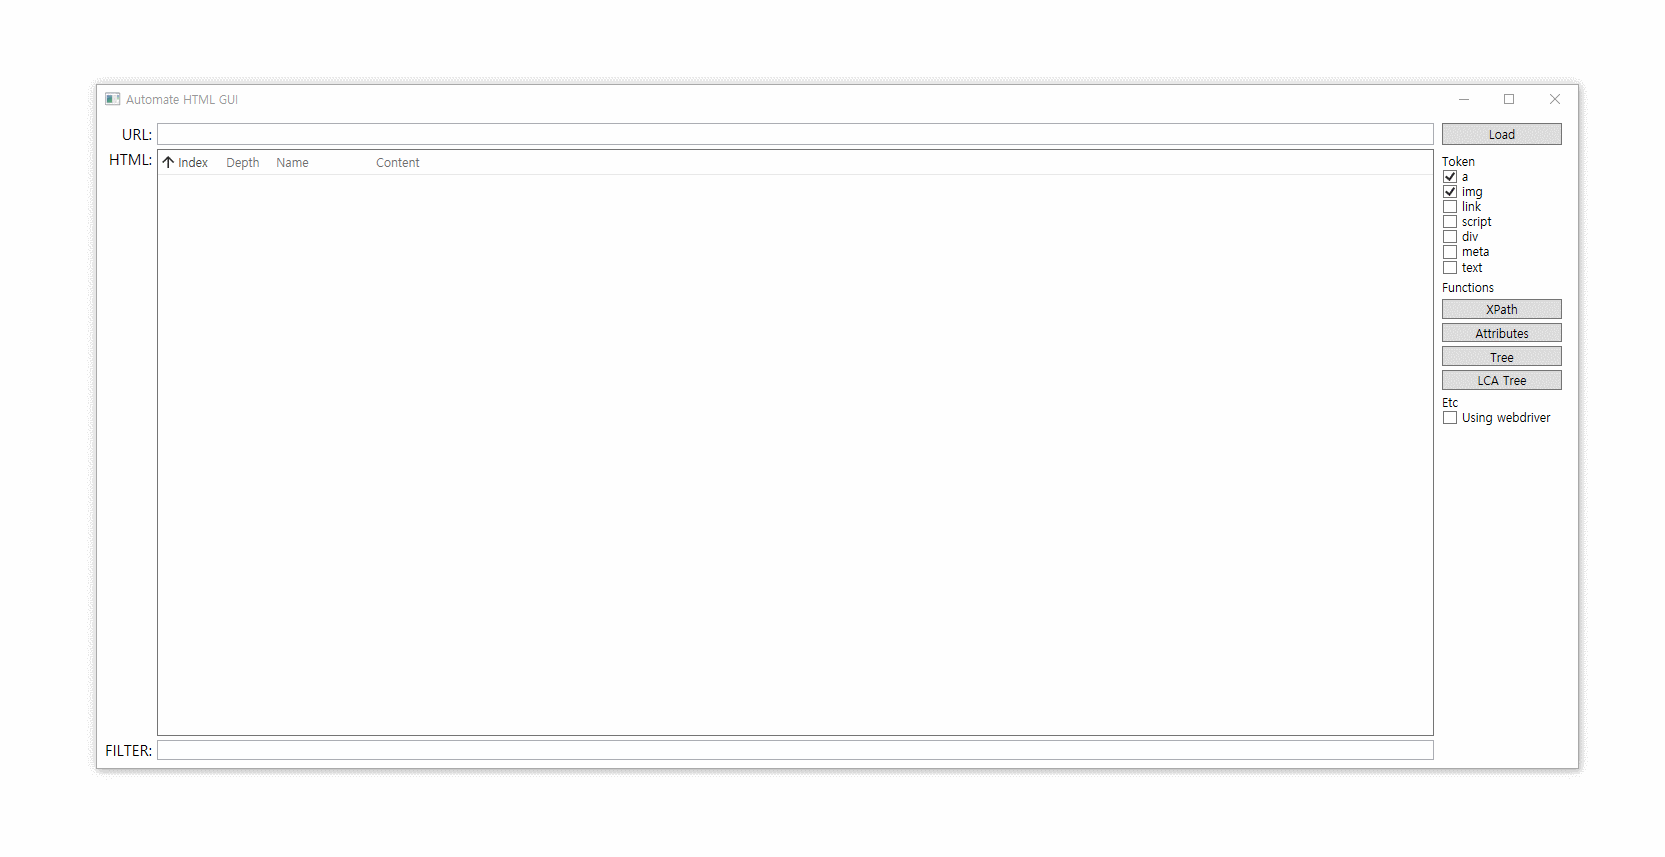 Automate HTML GUI
URL:
Load
HTML:
Index Depth Name Content
Token
a
img
link
script
div
meta
text
Functions
XPath
Attributes
Tree
LCA Tree
Etc
Using webdriver
FILTER: